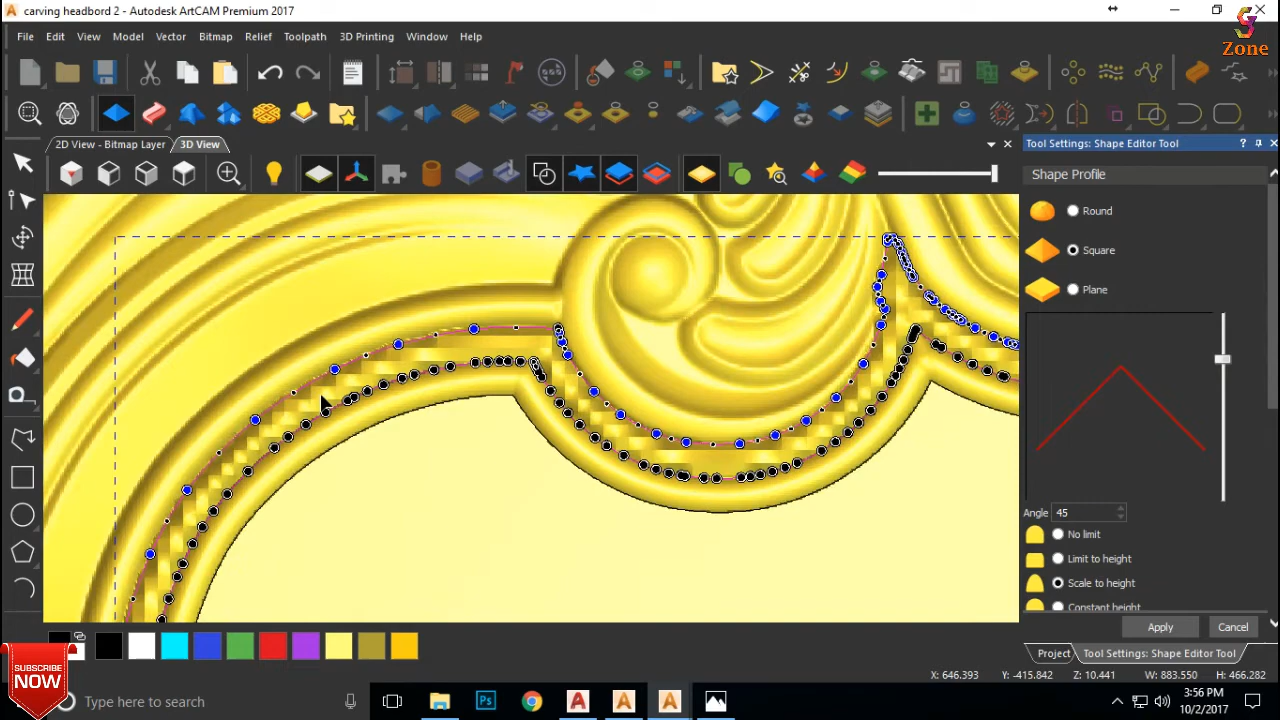 carving headbord 2 - Autodesk ArtCAM Premium 2017
Zone
File Edit View Model Vector Bitmap Relief Toolpath 3D Printing Window Help
2D View - Bitmap Layer 3D View
Tool Settings: Shape Editor Tool
Shape Profile
Round
Square
Plane
Angle 45
No limit
Limit to height
Scale to height
Constant height
Apply Cancel
Project Tool Settings: Shape Editor Tool
X: 646.393 Y: -415.842 Z: 10.441 W: 883.550 H: 466.282
SUBSCRIBE
NOW
Type here to search
Ps
3:56 PM
10/2/2017